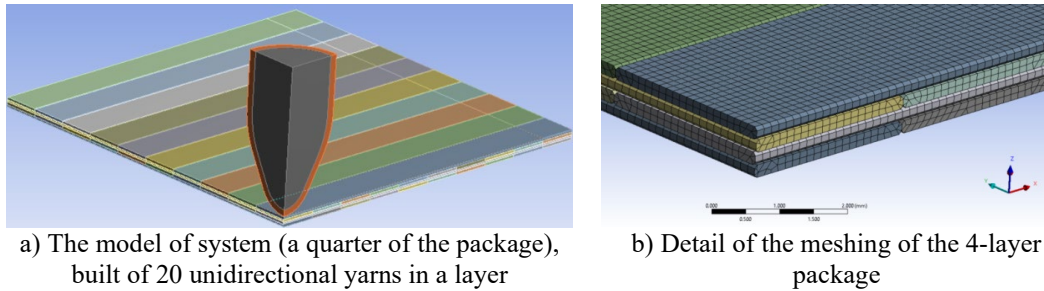 0.000
1.000
2.000 (mm)
0.500
1.500
Z
Y
X
a) The model of system (a quarter of the package),
built of 20 unidirectional yarns in a layer
b) Detail of the meshing of the 4-layer
package